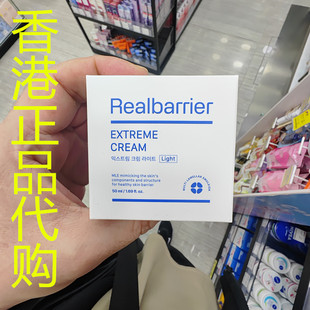 香港正品代购
Realbarrier
EXTREME
CREAM
익스트림 크림 라이트 Light
MLE mimicking the skin's
components and structure
for healthy skin barrier
50 ml / 1.69 fl. oz.